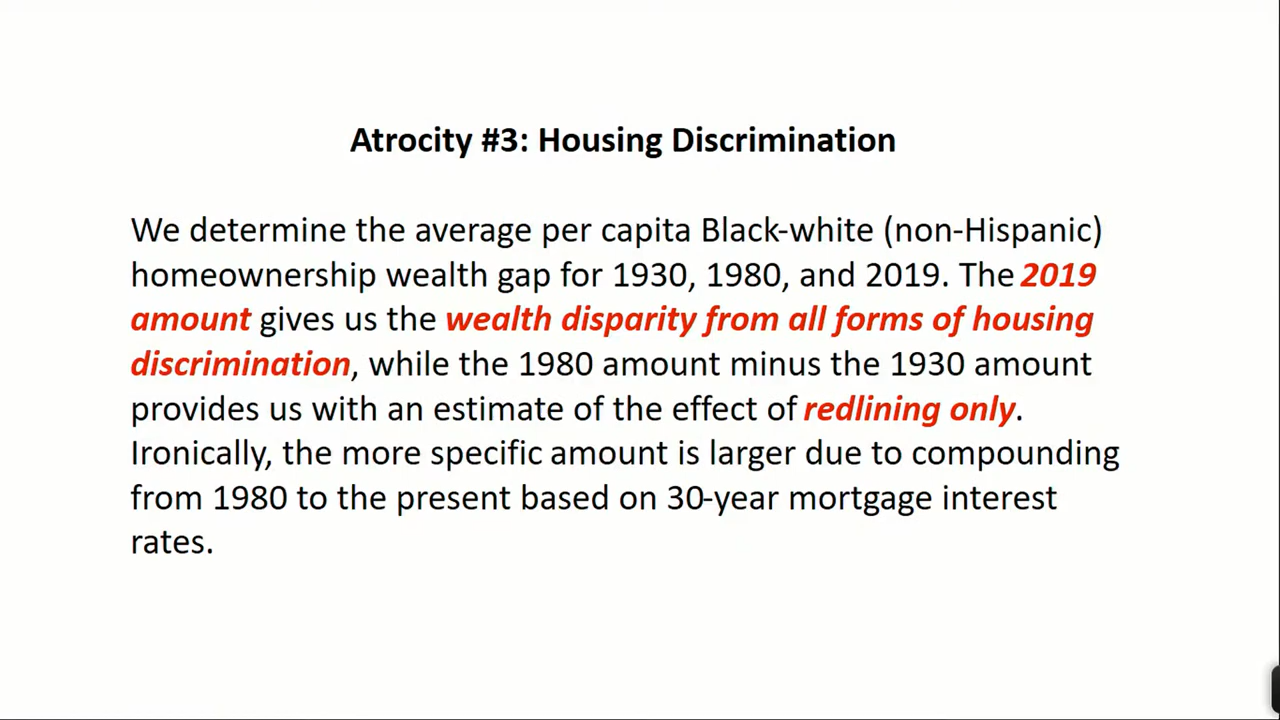 Atrocity #3: Housing Discrimination
We determine the average per capita Black-white (non-Hispanic)
homeownership wealth gap for 1930, 1980, and 2019. The 2019
amount gives us the wealth disparity from all forms of housing
discrimination, while the 1980 amount minus the 1930 amount
provides us with an estimate of the effect of redlining only.
Ironically, the more specific amount is larger due to compounding
from 1980 to the present based on 30-year mortgage interest
rates.